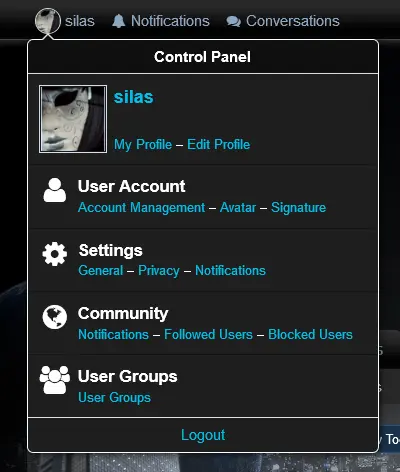 silas Notifications Conversations
Control Panel
silas
My Profile – Edit Profile
User Account
Account Management – Avatar – Signature
Settings
General – Privacy – Notifications
Community
Notifications – Followed Users – Blocked Users
User Groups
User Groups
Logout